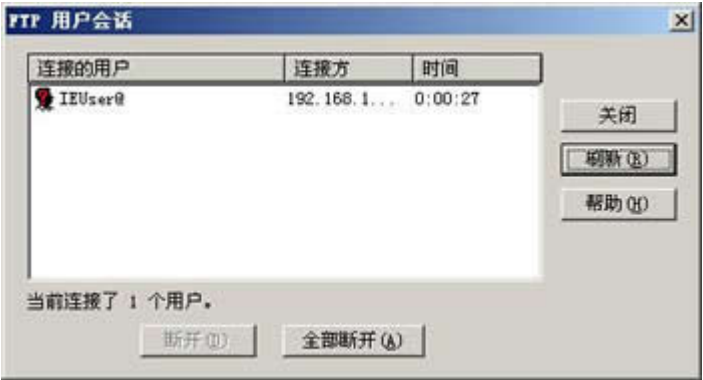 FTP 用户会话
连接的用户 连接方 时间
IEUser@ 192.168.1... 0:00:27
关闭
刷新(R)
帮助(H)
当前连接了 1 个用户。
断开(D) 全部断开(A)